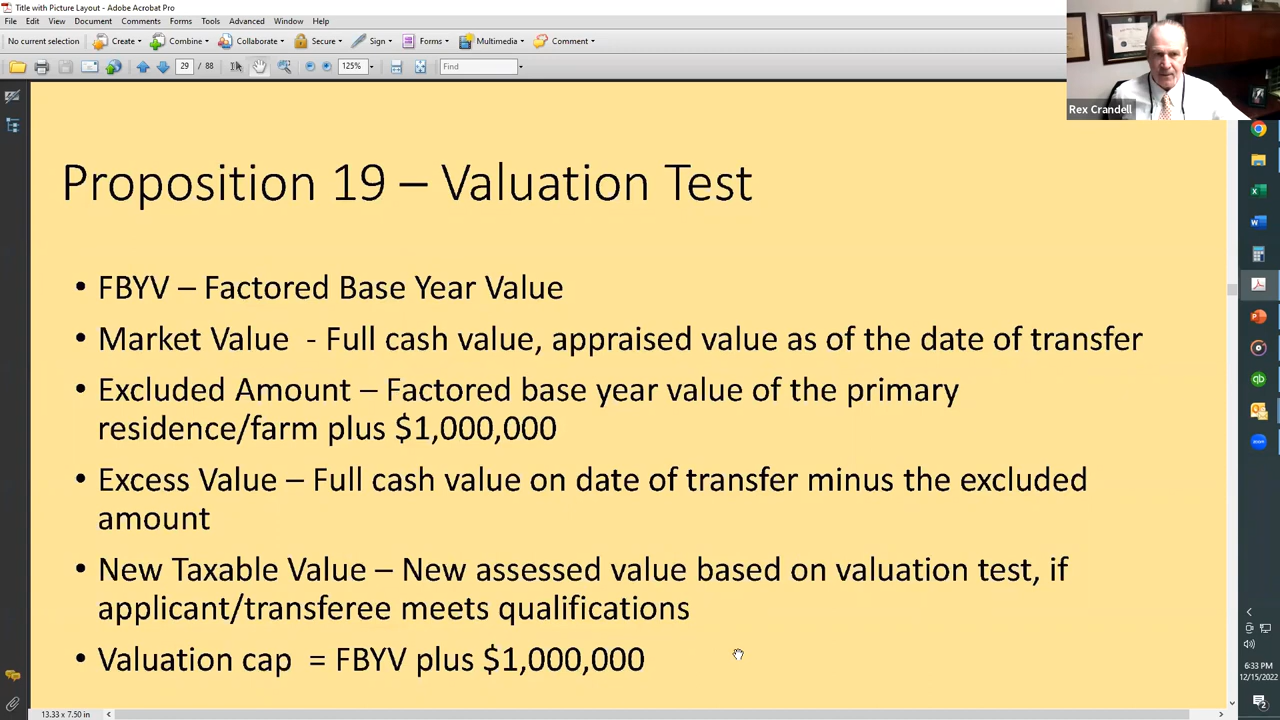 Title with Picture Layout - Adobe Acrobat Pro
File Edit View Document Comments Forms Tools Advanced Window Help
No current selection Create Combine Collaborate Secure Sign Forms Multimedia Comment
29 / 88 125% Find
Rex Crandell
Proposition 19 – Valuation Test
• FBYV – Factored Base Year Value
• Market Value - Full cash value, appraised value as of the date of transfer
• Excluded Amount – Factored base year value of the primary
residence/farm plus $1,000,000
• Excess Value – Full cash value on date of transfer minus the excluded
amount
• New Taxable Value – New assessed value based on valuation test, if
applicant/transferee meets qualifications
• Valuation cap = FBYV plus $1,000,000
6:33 PM
12/15/2022
13.33 x 7.50 in